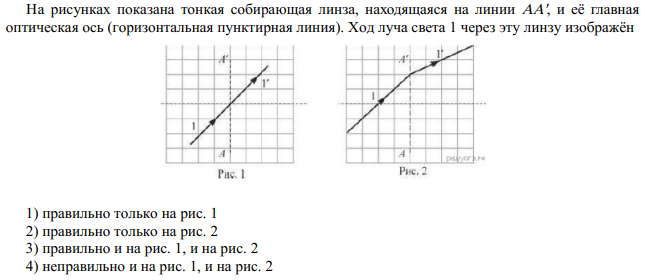 На рисунках показана тонкая собирающая линза, находящаяся на линии AA', и её главная
оптическая ось (горизонтальная пунктирная линия). Ход луча света 1 через эту линзу изображён
A' A'
1' 1'
1 1
A A
Рис. 1 Рис. 2
1) правильно только на рис. 1
2) правильно только на рис. 2
3) правильно и на рис. 1, и на рис. 2
4) неправильно и на рис. 1, и на рис. 2